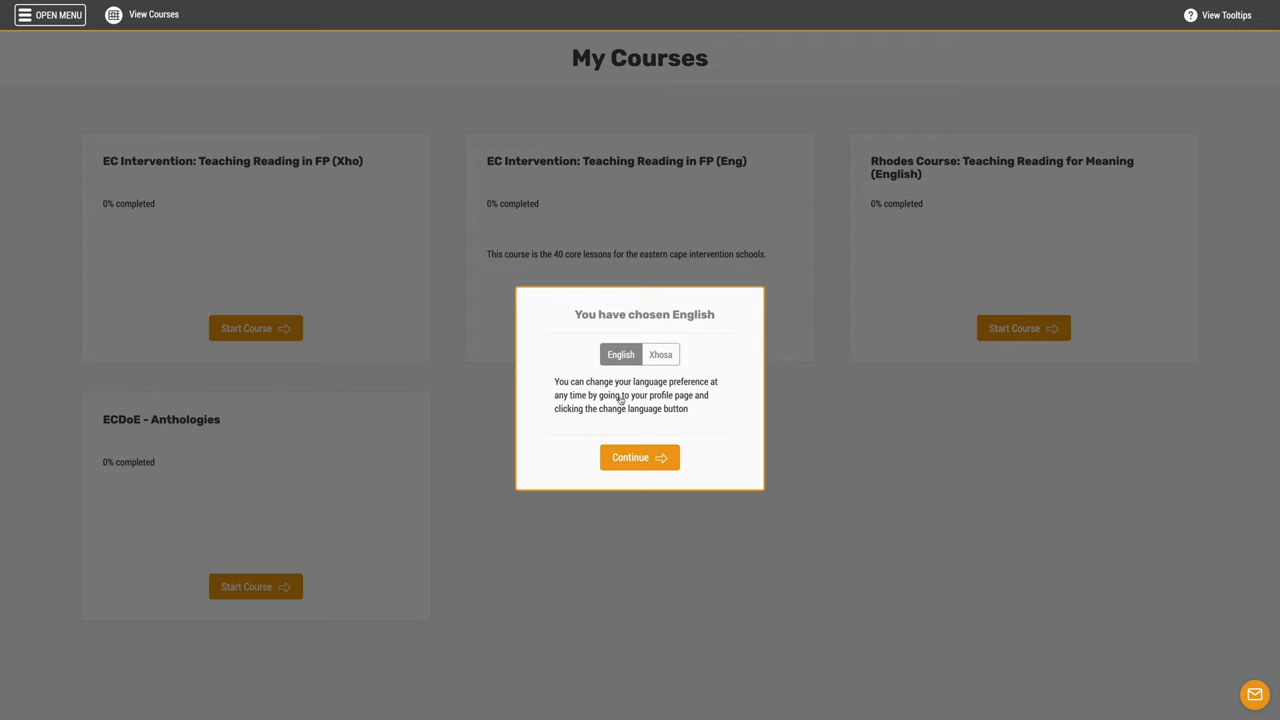 OPEN MENU
View Courses
View Tooltips
My Courses
EC Intervention: Teaching Reading in FP (Xho)
0% completed
Start Course
EC Intervention: Teaching Reading in FP (Eng)
0% completed
This course is the 40 core lessons for the eastern cape intervention schools.
Rhodes Course: Teaching Reading for Meaning
(English)
0% completed
Start Course
ECDoE - Anthologies
0% completed
Start Course
You have chosen English
English
Xhosa
You can change your language preference at
any time by going to your profile page and
clicking the change language button
Continue